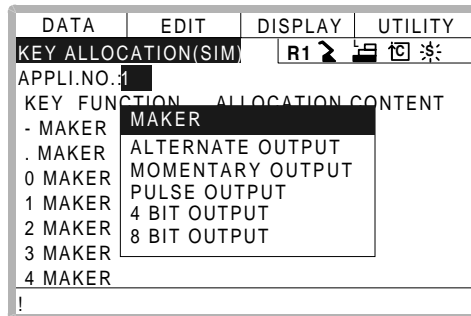 DATA EDIT DISPLAY UTILITY
KEY ALLOCATION(SIM) R1 S
APPLI.NO.:1
KEY FUNCTION ALLOCATION CONTENT
- MAKER
. MAKER
0 MAKER
1 MAKER
2 MAKER
3 MAKER
4 MAKER
MAKER
ALTERNATE OUTPUT
MOMENTARY OUTPUT
PULSE OUTPUT
4 BIT OUTPUT
8 BIT OUTPUT
!